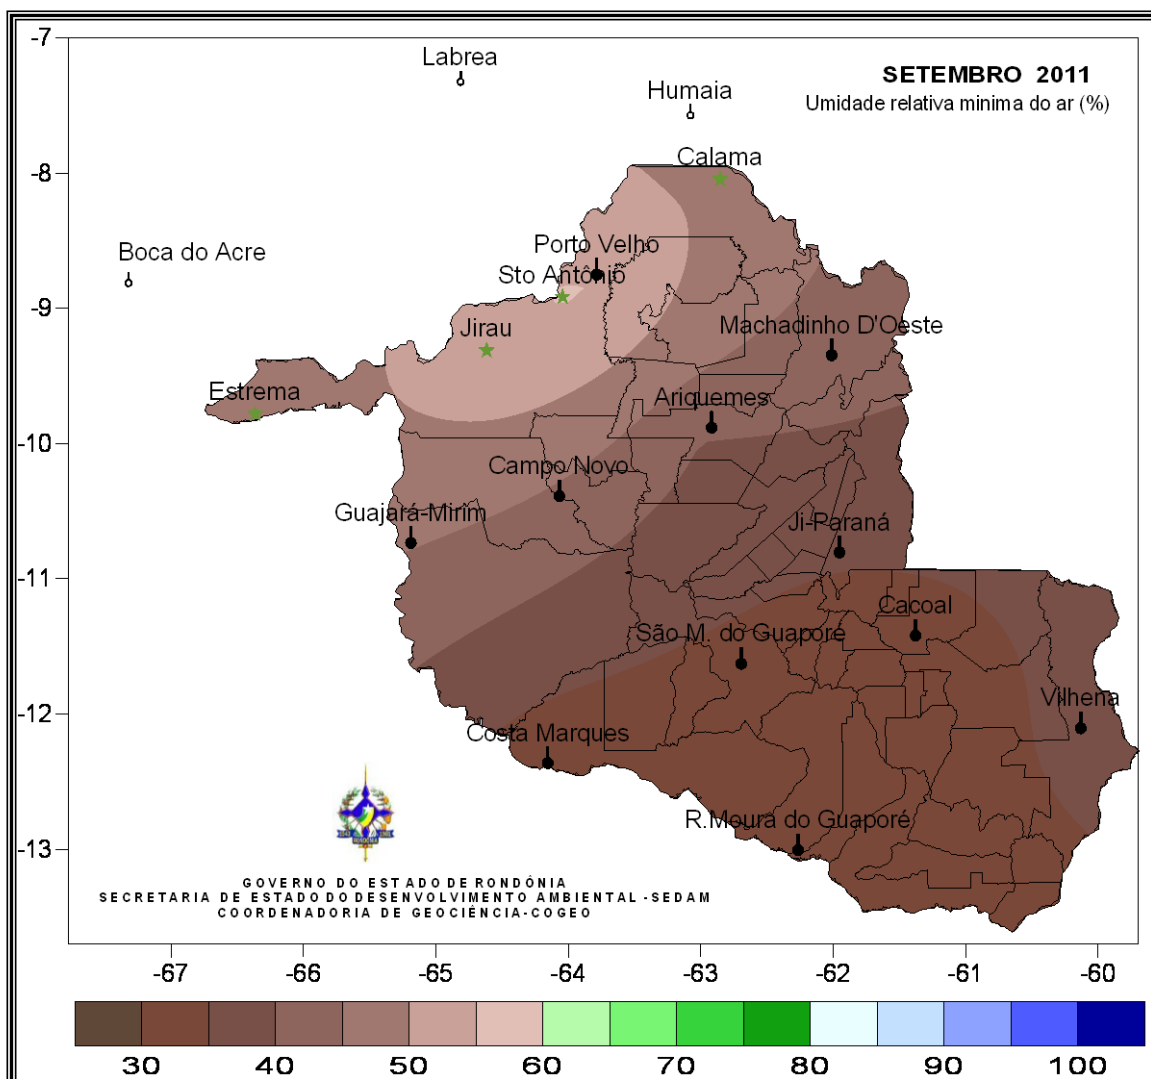 -7
Labrea
SETEMBRO 2011
Humaia
Umidade relativa minima do ar (%)
Calama
-8
Boca do Acre
Porto Velho
Sto Antônio
-9
Jirau
Machadinho D'Oeste
Estrema
Ariquemes
-10
Campo Novo
Guajará-Mirim
Ji-Paraná
-11
Cacoal
São M. do Guaporé
Vilhena
-12
Costa Marques
R.Moura do Guaporé
-13
GOVERNO DO ESTADO DE RONDÔNIA
SECRETARIA DE ESTADO DO DESENVOLVIMENTO AMBIENTAL -SEDAM
COORDENADORIA DE GEOCIÊNCIA-COGEO
-67 -66 -65 -64 -63 -62 -61 -60
30 40 50 60 70 80 90 100